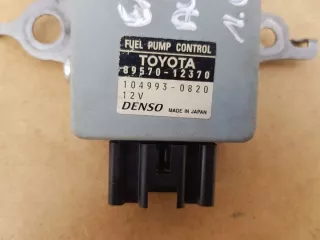 FUEL PUMP CONTROL
TOYOTA
89570-12370
104993-0820
12V
DENSO MADE IN JAPAN